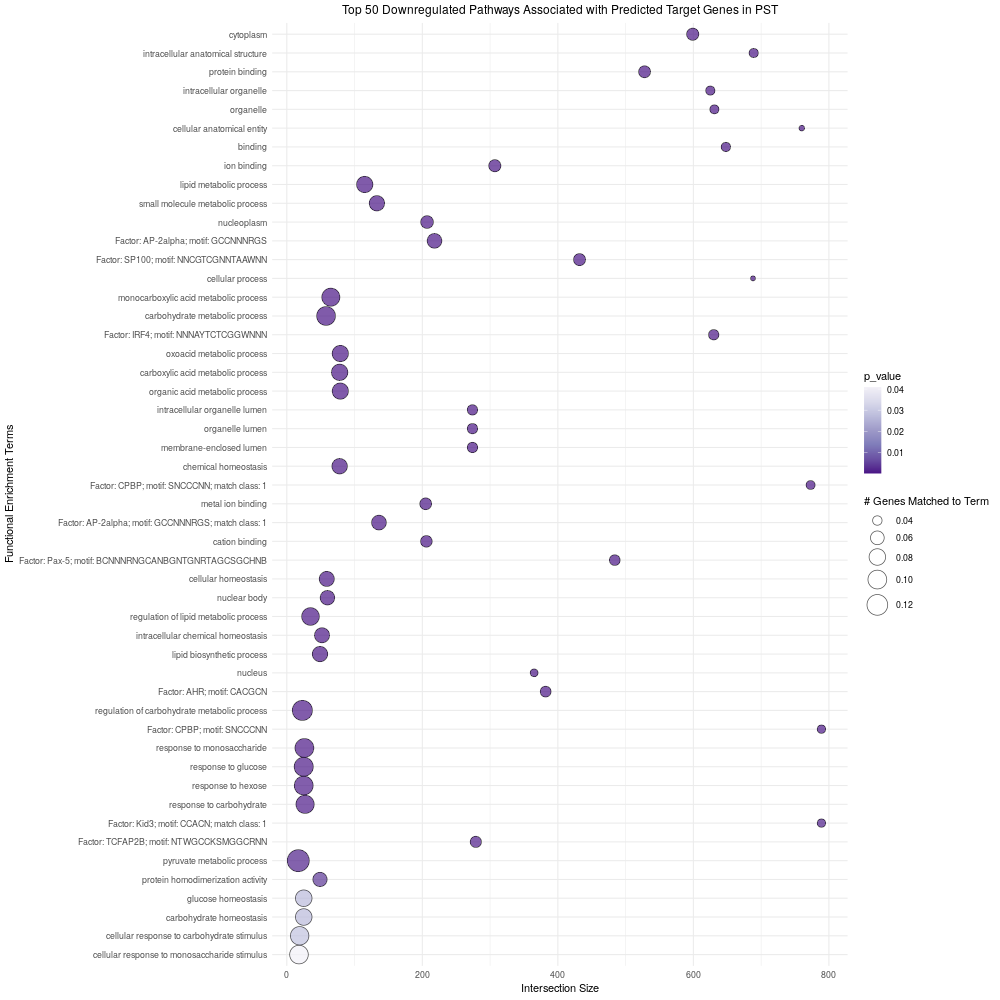 Top 50 Downregulated Pathways Associated with Predicted Target Genes in PST
Functional Enrichment Terms
cytoplasm
intracellular anatomical structure
protein binding
intracellular organelle
organelle
cellular anatomical entity
binding
ion binding
lipid metabolic process
small molecule metabolic process
nucleoplasm
Factor: AP-2alpha; motif: GCCNNNRGS
Factor: SP100; motif: NNCGTCGNNTAAWNN
cellular process
monocarboxylic acid metabolic process
carbohydrate metabolic process
Factor: IRF4; motif: NNNAYTCTCGGWNNN
oxoacid metabolic process
carboxylic acid metabolic process
organic acid metabolic process
intracellular organelle lumen
organelle lumen
membrane-enclosed lumen
chemical homeostasis
Factor: CPBP; motif: SNCCCNN; match class: 1
metal ion binding
Factor: AP-2alpha; motif: GCCNNNRGS; match class: 1
cation binding
Factor: Pax-5; motif: BCNNNRNGCANBGNTGNRTAGCSGCHNB
cellular homeostasis
nuclear body
regulation of lipid metabolic process
intracellular chemical homeostasis
lipid biosynthetic process
nucleus
Factor: AHR; motif: CACGCN
regulation of carbohydrate metabolic process
Factor: CPBP; motif: SNCCCNN
response to monosaccharide
response to glucose
response to hexose
response to carbohydrate
Factor: Kid3; motif: CCACN; match class: 1
Factor: TCFAP2B; motif: NTWGCCKSMGGCRNN
pyruvate metabolic process
protein homodimerization activity
glucose homeostasis
carbohydrate homeostasis
cellular response to carbohydrate stimulus
cellular response to monosaccharide stimulus
0 200 400 600 800
Intersection Size
p_value
0.04
0.03
0.02
0.01
# Genes Matched to Term
0.04
0.06
0.08
0.10
0.12